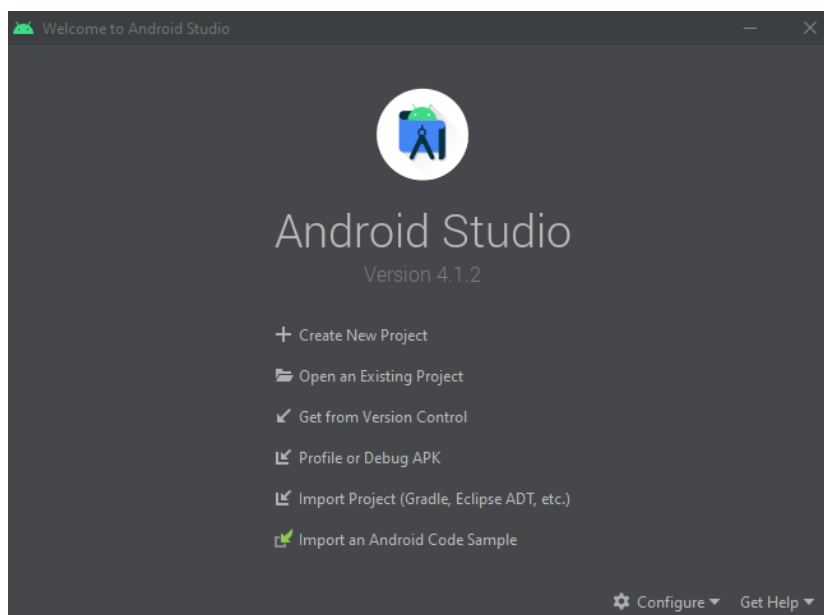 Welcome to Android Studio
Android Studio
Version 4.1.2
Create New Project
Open an Existing Project
Get from Version Control
Profile or Debug APK
Import Project (Gradle, Eclipse ADT, etc.)
Import an Android Code Sample
Configure Get Help